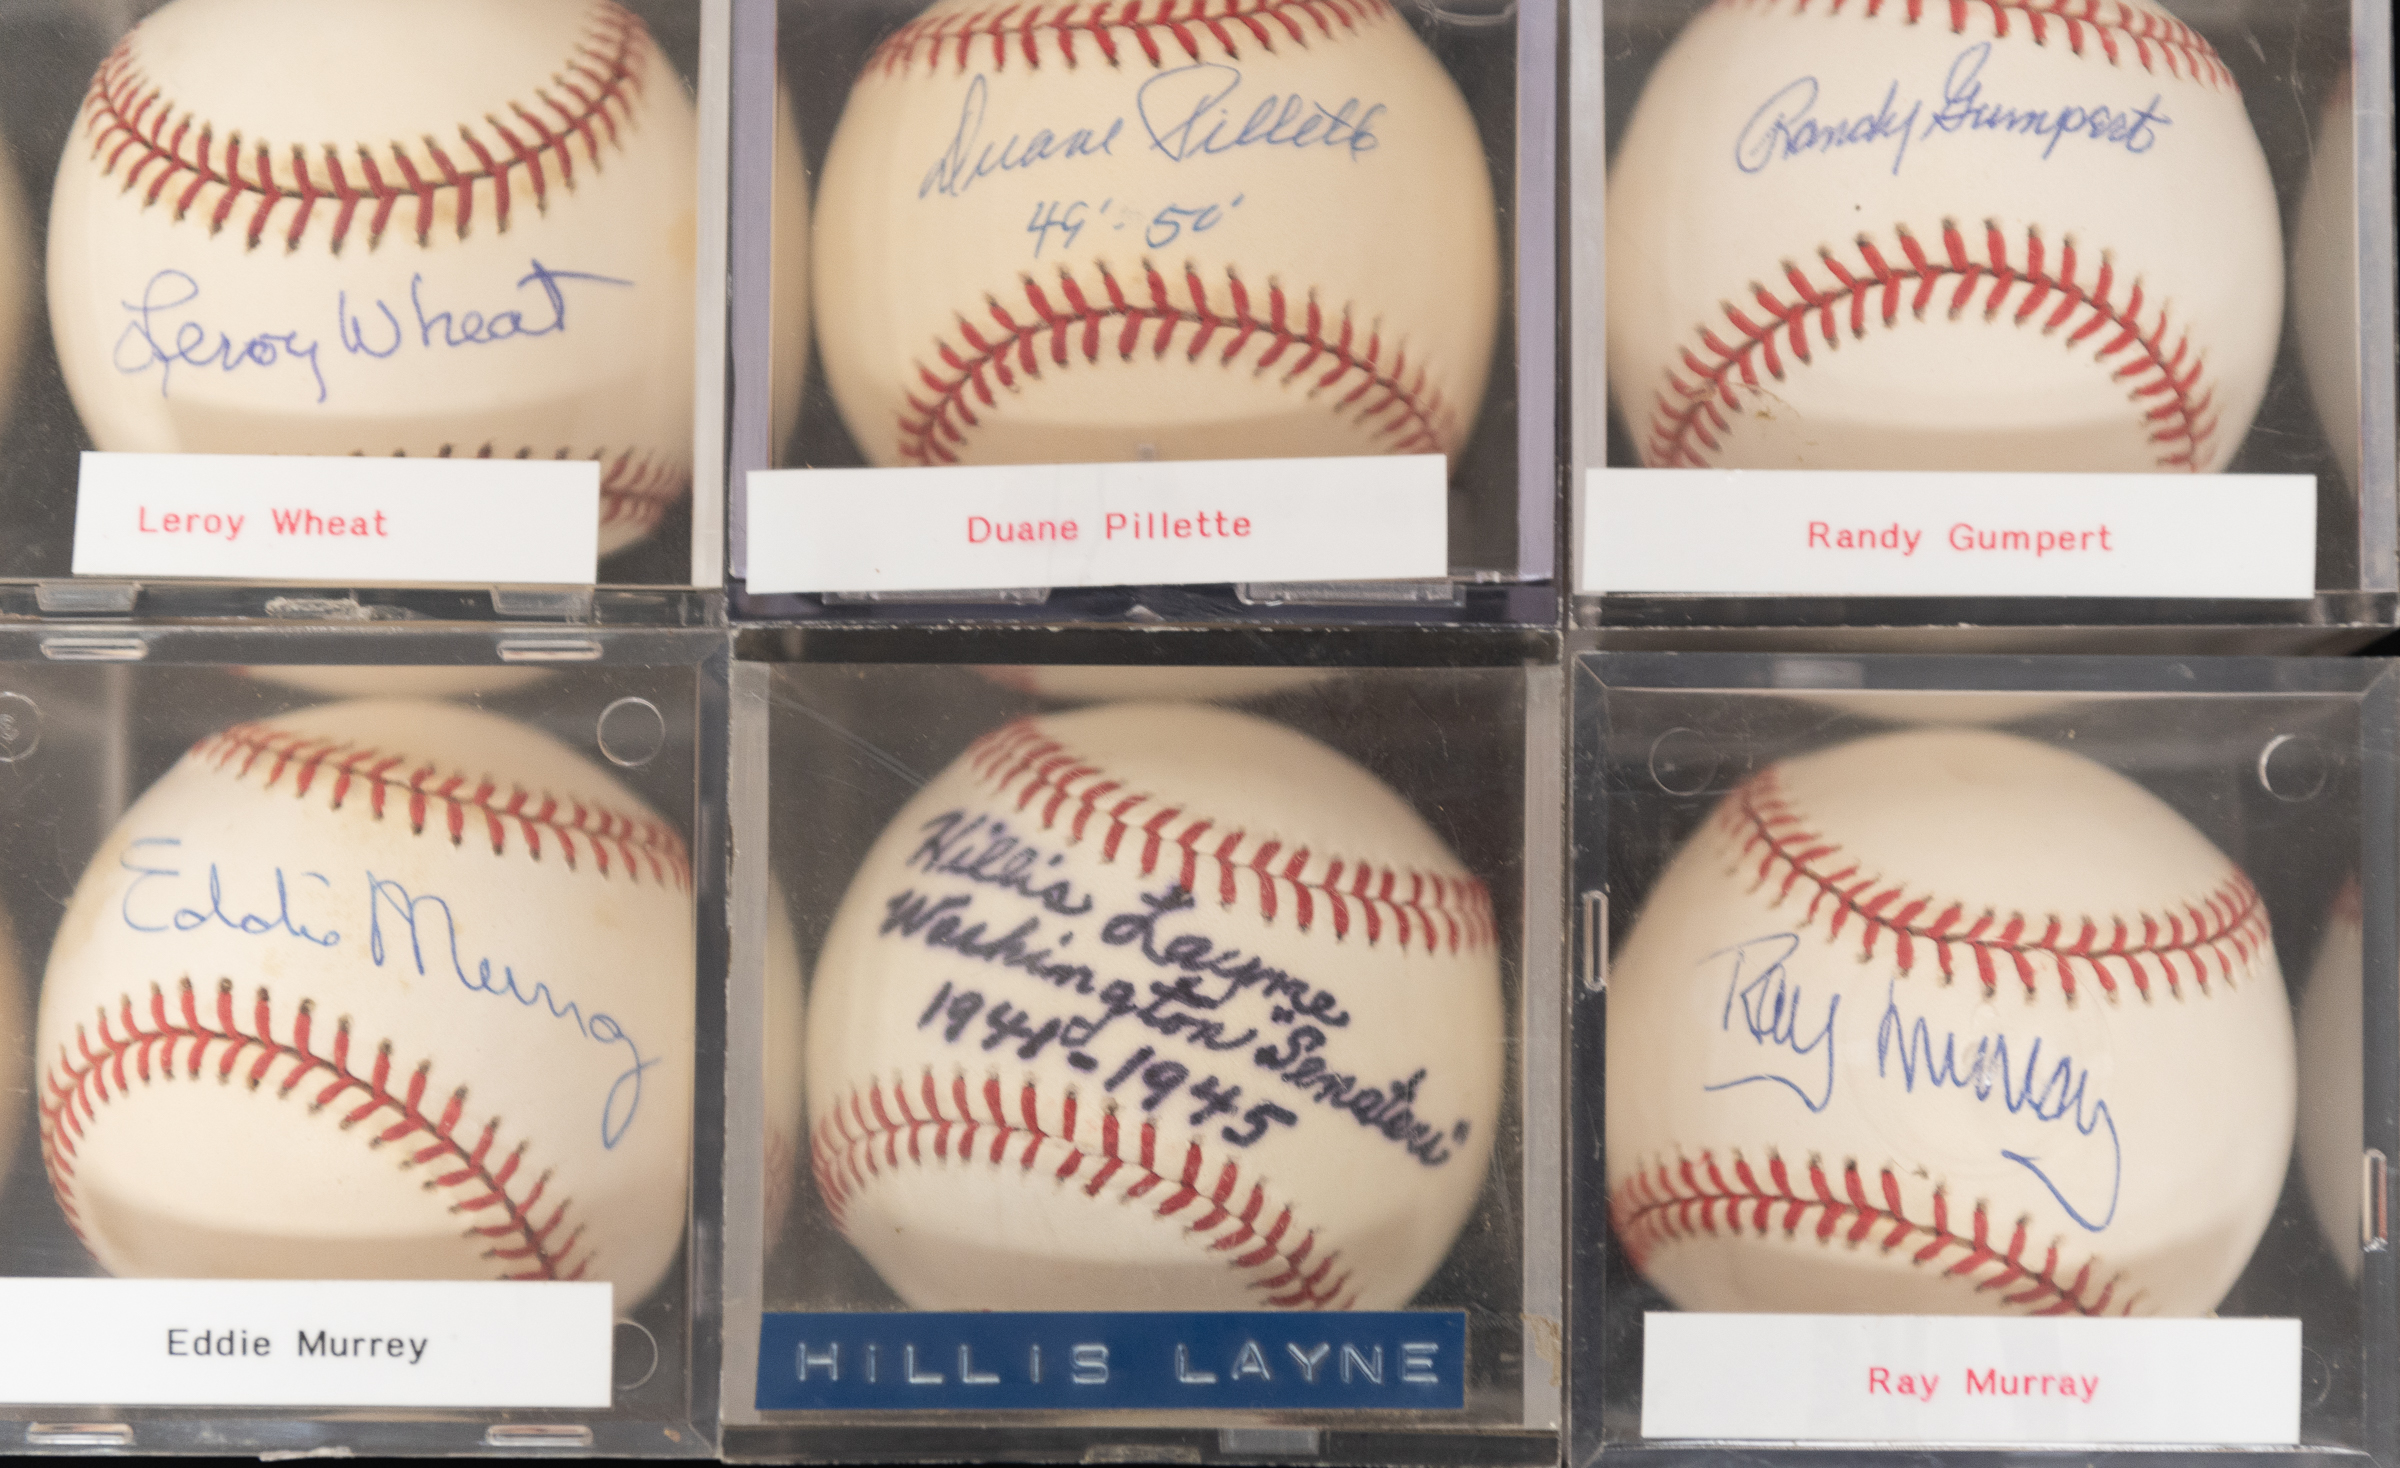 Leroy Wheat
Leroy Wheat
Duane Pillette
49'-50'
Duane Pillette
Randy Gumpert
Randy Gumpert
Eddie Murray
Eddie Murrey
Hillis Layne
Washington "Senators"
1941-1945
HiLLiS LAYNE
Ray Murray
Ray Murray